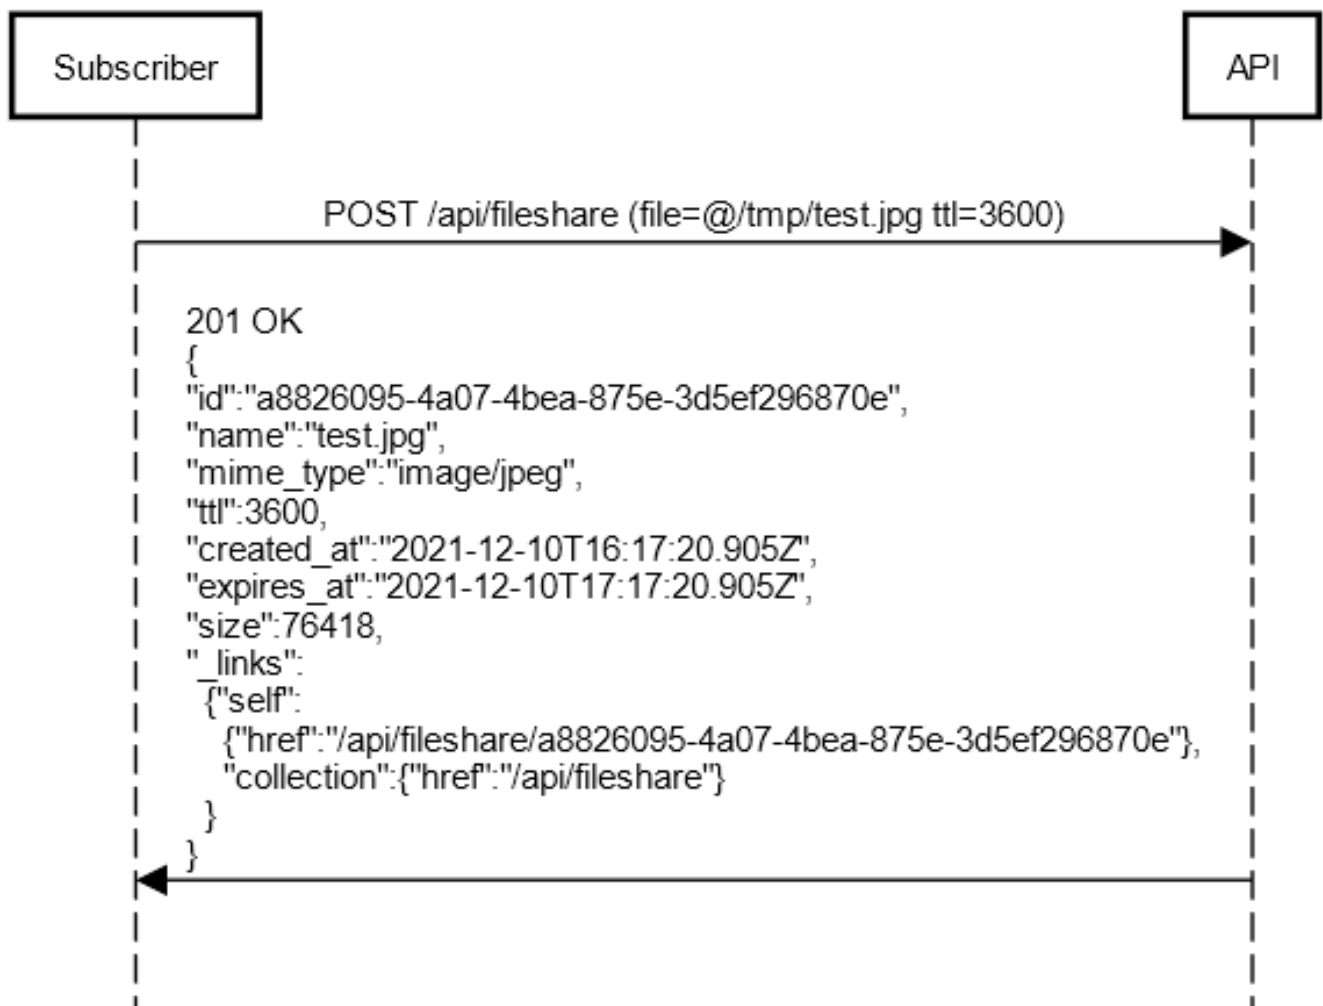 Subscriber
API
POST /api/fileshare (file=@/tmp/test.jpg ttl=3600)
201 OK
{
"id":"a8826095-4a07-4bea-875e-3d5ef296870e",
"name":"test.jpg",
"mime_type":"image/jpeg",
"ttl":3600,
"created_at":"2021-12-10T16:17:20.905Z",
"expires_at":"2021-12-10T17:17:20.905Z",
"size":76418,
"_links":
{"self":
{"href":"/api/fileshare/a8826095-4a07-4bea-875e-3d5ef296870e"},
"collection":{"href":"/api/fileshare"}
}
}